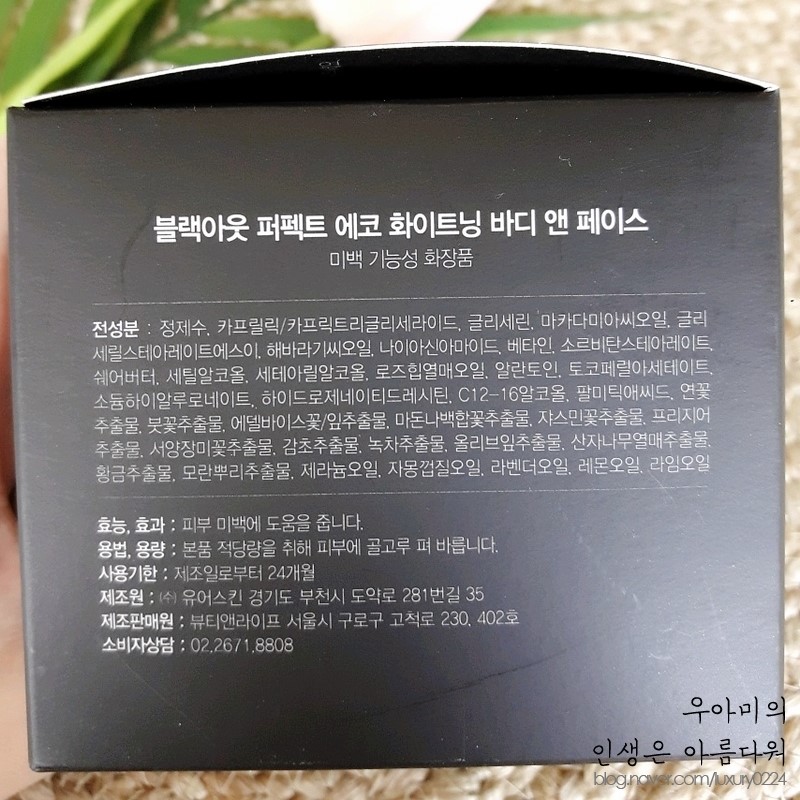 블랙아웃 퍼펙트 에코 화이트닝 바디 앤 페이스
미백 기능성 화장품
전성분 : 정제수, 카프릴릭/카프릭트리글리세라이드, 글리세린, 마카다미아씨오일, 글리
세릴스테아레이트에스이, 해바라기씨오일, 나이아신아마이드, 베타인, 소르비탄스테아레이트,
쉐어버터, 세틸알코올, 세테아릴알코올, 로즈힙열매오일, 알란토인, 토코페릴아세테이트,
소듐하이알루로네이트, 하이드로제네이티드레시틴, C12-16알코올, 팔미틱애씨드, 연꽃
추출물, 붓꽃추출물, 에델바이스꽃/잎추출물, 마돈나백합꽃추출물, 쟈스민꽃추출물, 프리지어
추출물, 서양장미꽃추출물, 감초추출물, 녹차추출물, 올리브잎추출물, 산자나무열매추출물,
황금추출물, 모란뿌리추출물, 제라늄오일, 자몽껍질오일, 라벤더오일, 레몬오일, 라임오일
효능, 효과 : 피부 미백에 도움을 줍니다.
용법, 용량 : 본품 적당량을 취해 피부에 골고루 펴 바릅니다.
사용기한 : 제조일로부터 24개월
제조원 : ㈜ 유어스킨 경기도 부천시 도약로 281번길 35
제조판매원 : 뷰티앤라이프 서울시 구로구 고척로 230, 402호
소비자상담 : 02.2671.8808
우아미의
인생은 아름다워
blog.naver.com/luxury0224